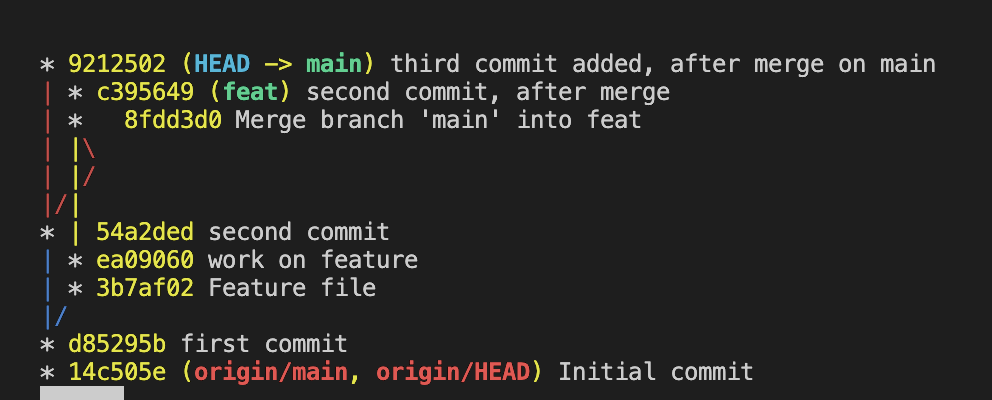 * 9212502 (HEAD -> main) third commit added, after merge on main
| * c395649 (feat) second commit, after merge
| *   8fdd3d0 Merge branch 'main' into feat
| |\
| |/
|/|
* | 54a2ded second commit
| * ea09060 work on feature
| * 3b7af02 Feature file
|/
* d85295b first commit
* 14c505e (origin/main, origin/HEAD) Initial commit